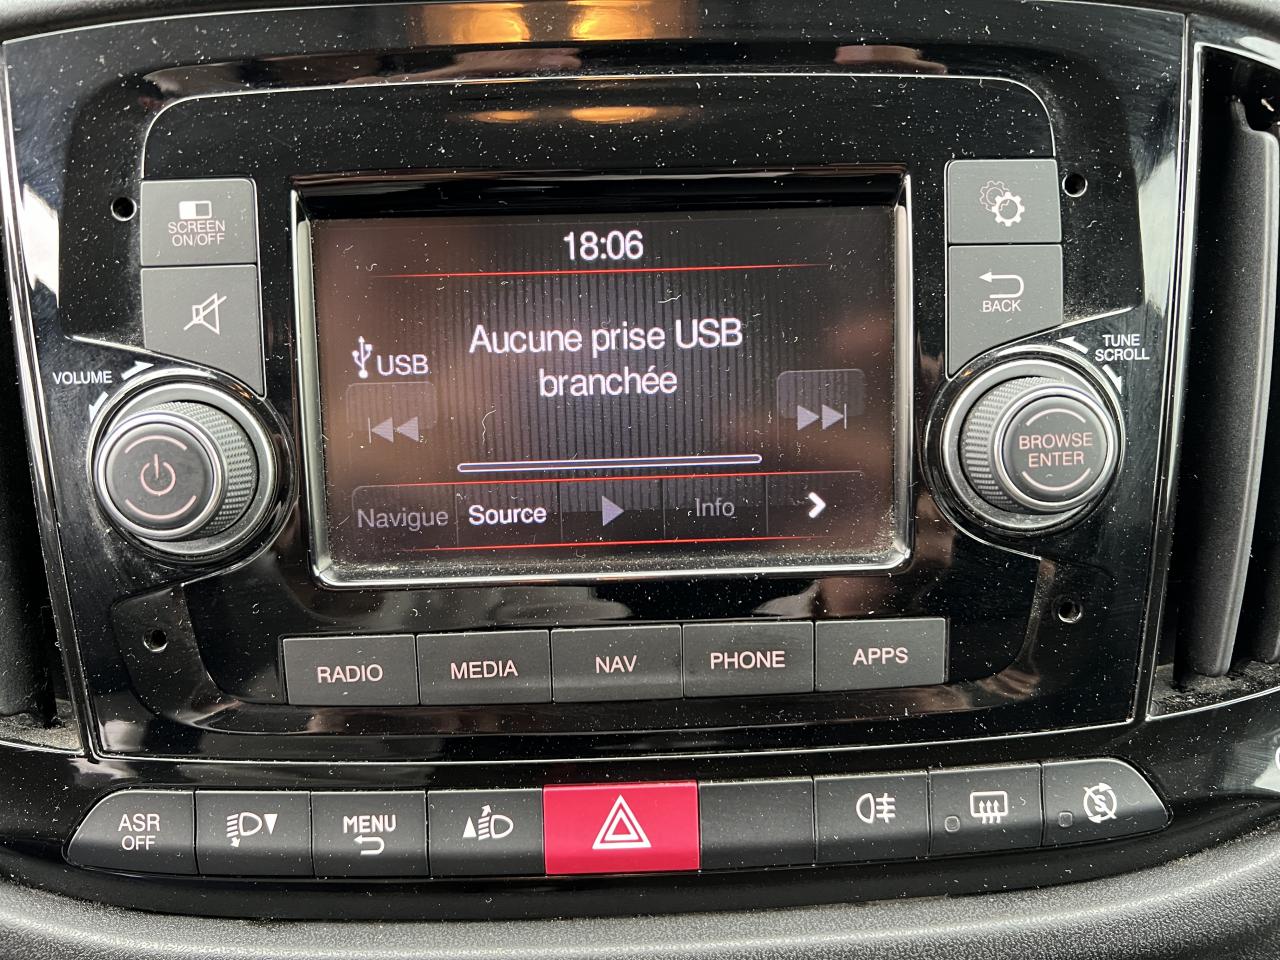 18:06
SCREEN
ON/OFF
BACK
VOLUME
TUNE
SCROLL
USB
Aucune prise USB
branchée
BROWSE
ENTER
Navigue
Source
Info
RADIO
MEDIA
NAV
PHONE
APPS
ASR
OFF
MENU
S